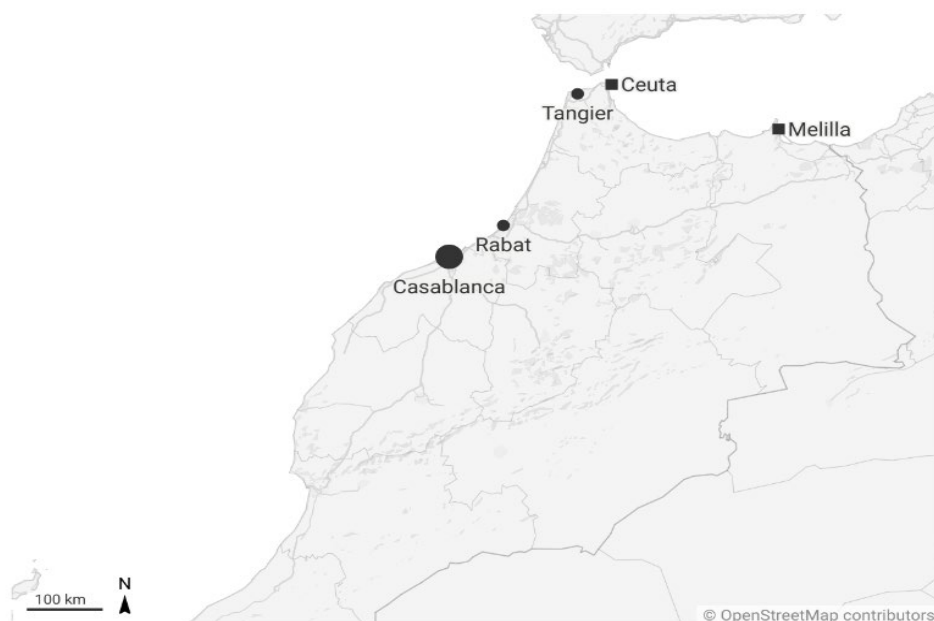 Ceuta
Tangier
Melilla
Rabat
Casablanca
N
100 km
© OpenStreetMap contributors